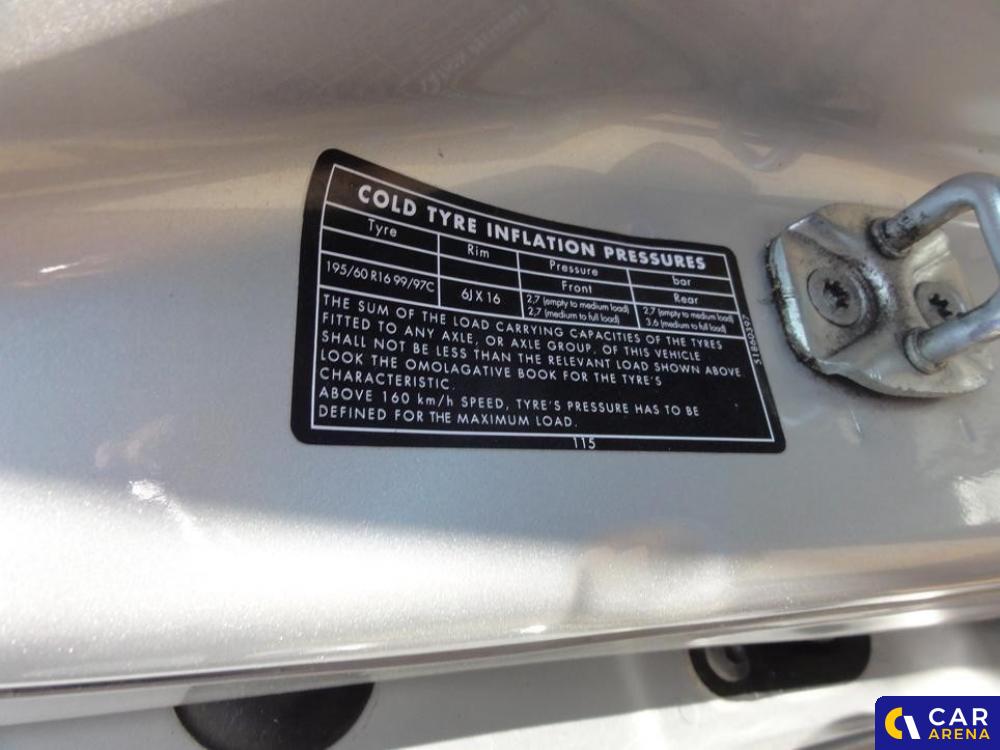 COLD TYRE INFLATION PRESSURES
Tyre Rim Pressure bar
Front Rear
195/60 R16 99/97C 6J X 16 2,7 (empty to medium load) 2,7 (empty to medium load)
2,7 (medium to full load) 3,6 (medium to full load)
THE SUM OF THE LOAD CARRYING CAPACITIES OF THE TYRES
FITTED TO ANY AXLE, OR AXLE GROUP, OF THIS VEHICLE
SHALL NOT BE LESS THAN THE RELEVANT LOAD SHOWN ABOVE.
LOOK THE OMOLAGATIVE BOOK FOR THE TYRE'S
CHARACTERISTIC.
ABOVE 160 km/h SPEED, TYRE'S PRESSURE HAS TO BE
DEFINED FOR THE MAXIMUM LOAD.
115
51860397
CAR
ARENA